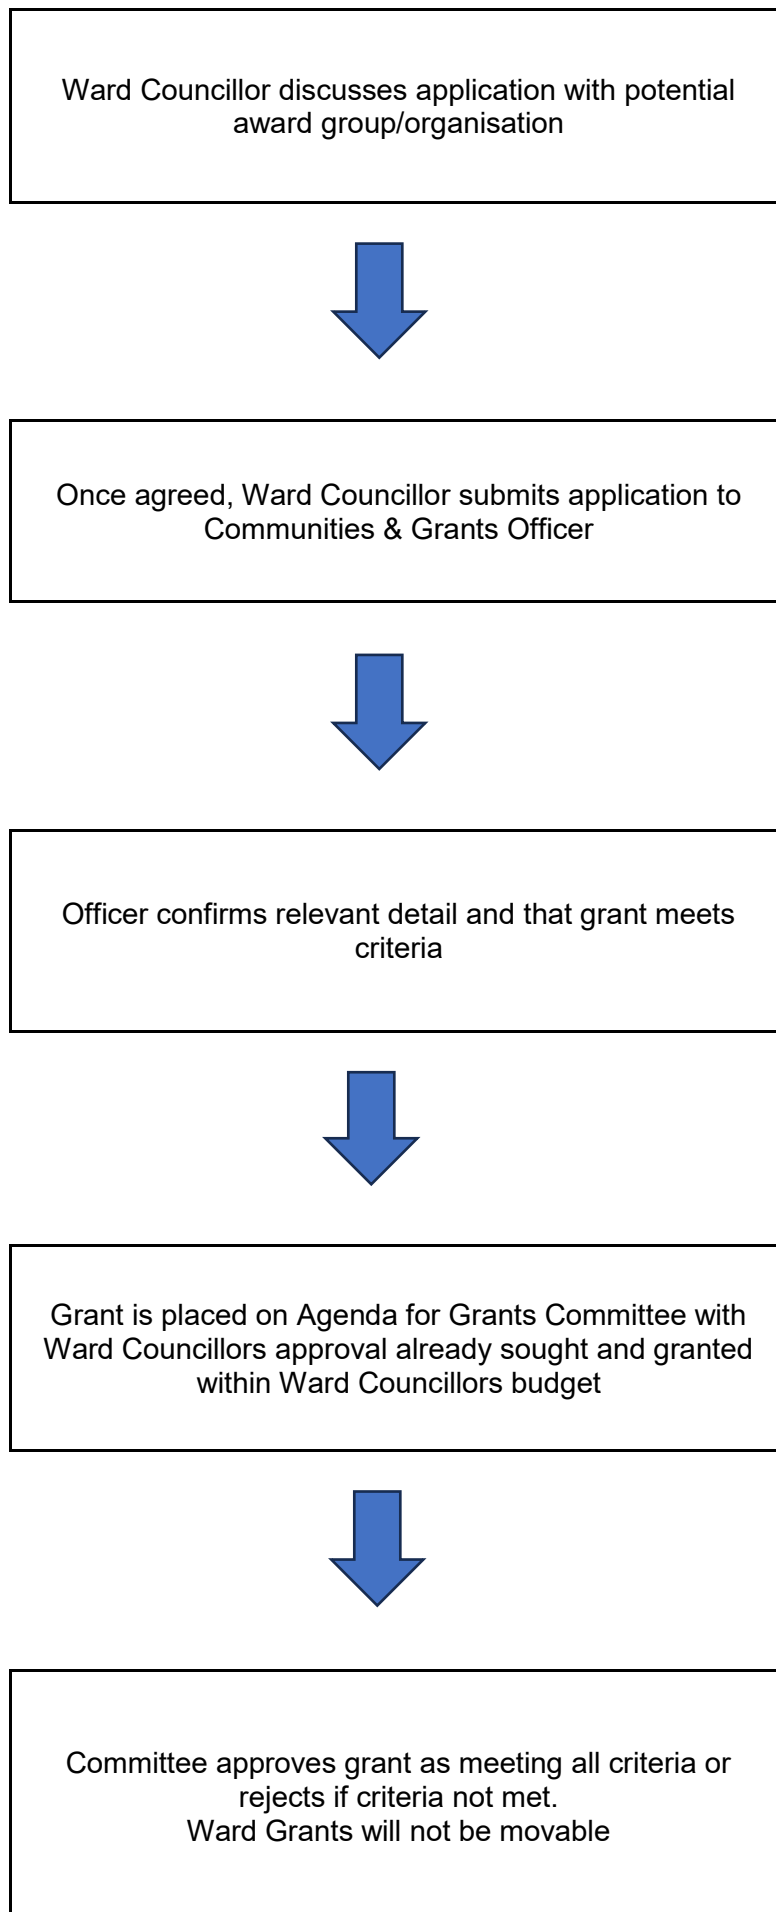 Ward Councillor discusses application with potential
award group/organisation
Once agreed, Ward Councillor submits application to
Communities & Grants Officer
Officer confirms relevant detail and that grant meets
criteria
Grant is placed on Agenda for Grants Committee with
Ward Councillors approval already sought and granted
within Ward Councillors budget
Committee approves grant as meeting all criteria or
rejects if criteria not met.
Ward Grants will not be movable